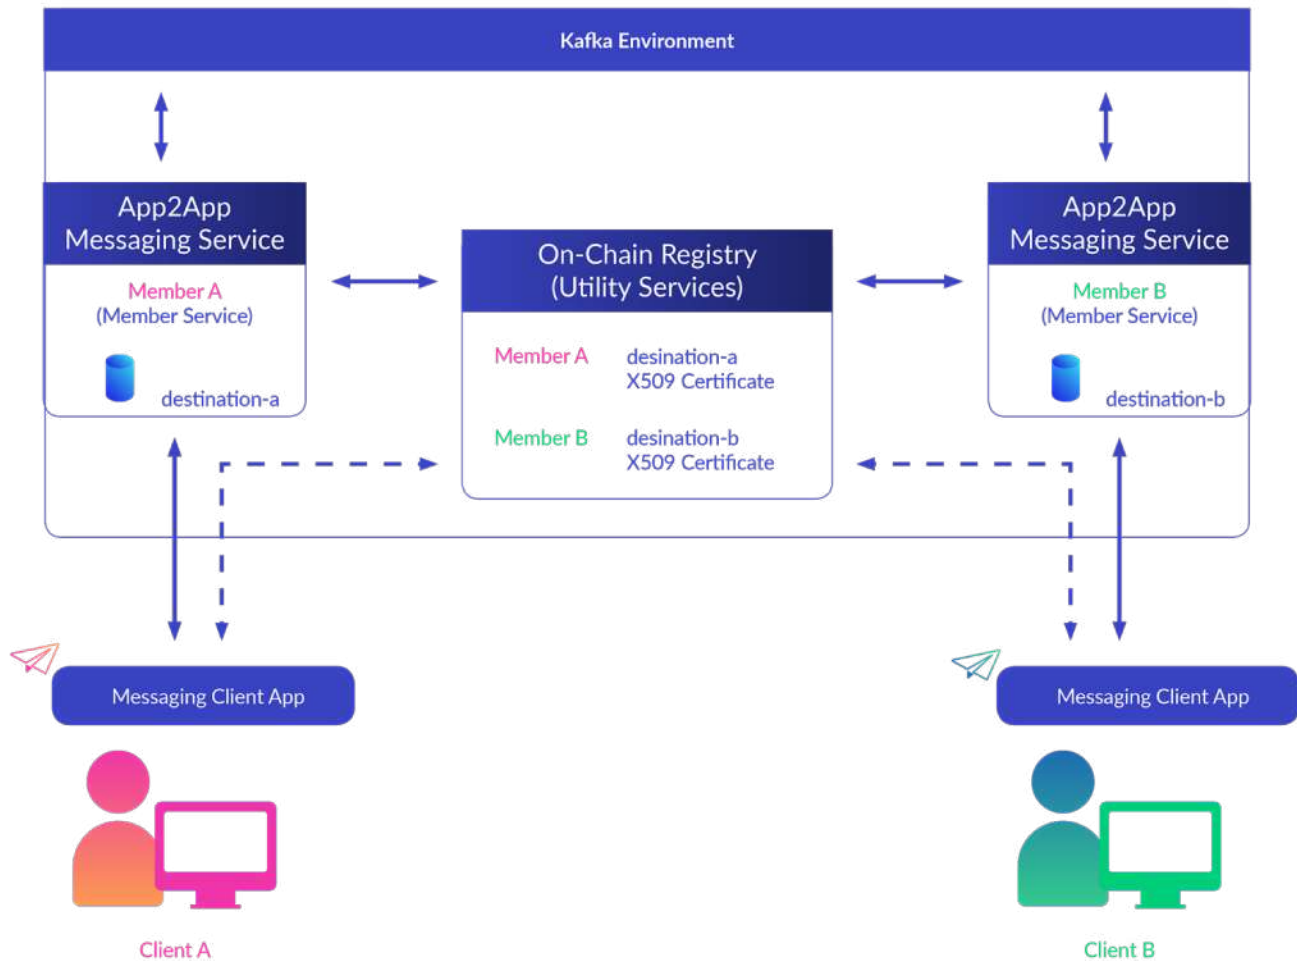 Kafka Environment
App2App
Messaging Service
Member A
(Member Service)
destination-a
On-Chain Registry
(Utility Services)
Member A desination-a
X509 Certificate
Member B desination-b
X509 Certificate
App2App
Messaging Service
Member B
(Member Service)
destination-b
Messaging Client App
Client A
Messaging Client App
Client B